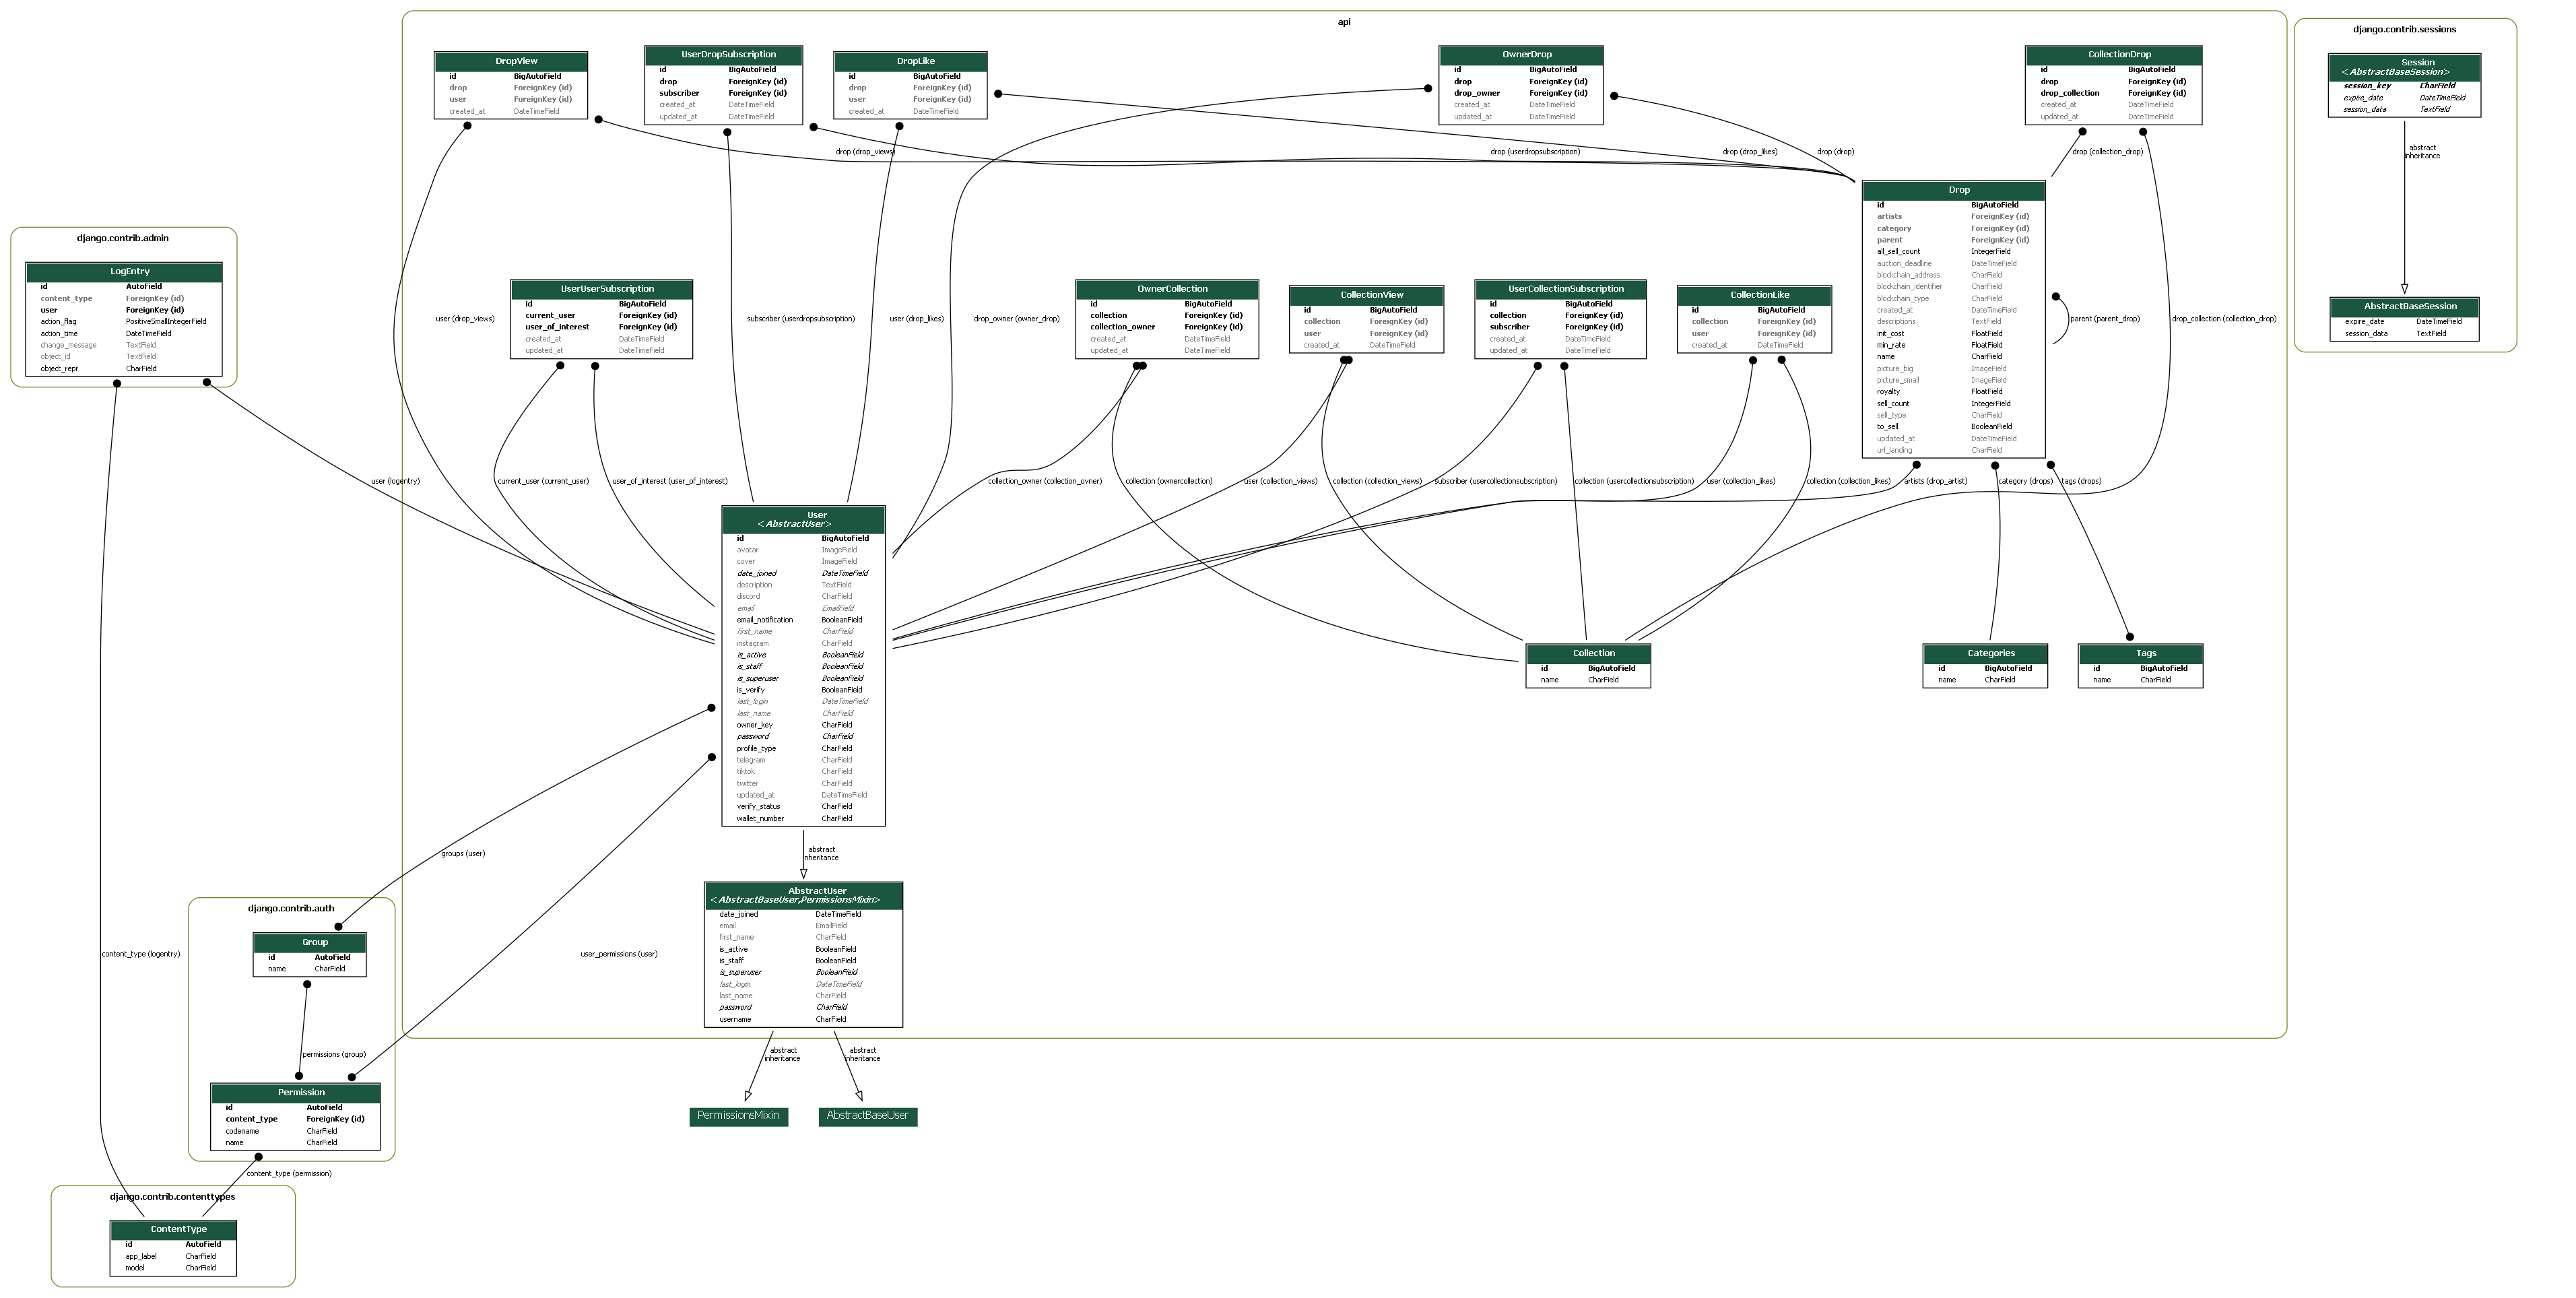 api
DropView
id BigAutoField
drop ForeignKey (id)
user ForeignKey (id)
created_at DateTimeField
UserDropSubscription
id BigAutoField
drop ForeignKey (id)
subscriber ForeignKey (id)
created_at DateTimeField
updated_at DateTimeField
DropLike
id BigAutoField
drop ForeignKey (id)
user ForeignKey (id)
created_at DateTimeField
OwnerDrop
id BigAutoField
drop ForeignKey (id)
drop_owner ForeignKey (id)
created_at DateTimeField
updated_at DateTimeField
CollectionDrop
id BigAutoField
drop ForeignKey (id)
drop_collection ForeignKey (id)
created_at DateTimeField
updated_at DateTimeField
django.contrib.sessions
Session
<AbstractBaseSession>
session_key CharField
expire_date DateTimeField
session_data TextField
abstract
inheritance
AbstractBaseSession
expire_date DateTimeField
session_data TextField
drop (drop_views)
drop (userdropsubscription)
drop (drop_likes)
drop (drop)
drop (collection_drop)
Drop
id BigAutoField
artists ForeignKey (id)
category ForeignKey (id)
parent ForeignKey (id)
all_sell_count IntegerField
auction_deadline DateTimeField
blockchain_address CharField
blockchain_identifier CharField
blockchain_type CharField
created_at DateTimeField
descriptions TextField
init_cost FloatField
min_rate FloatField
name CharField
picture_big ImageField
picture_small ImageField
royalty FloatField
sell_count IntegerField
sell_type CharField
to_sell BooleanField
updated_at DateTimeField
url_landing CharField
parent (parent_drop)
drop_collection (collection_drop)
django.contrib.admin
LogEntry
id AutoField
content_type ForeignKey (id)
user ForeignKey (id)
action_flag PositiveSmallIntegerField
action_time DateTimeField
change_message TextField
object_id TextField
object_repr CharField
user (drop_views)
UserUserSubscription
id BigAutoField
current_user ForeignKey (id)
user_of_interest ForeignKey (id)
created_at DateTimeField
updated_at DateTimeField
subscriber (userdropsubscription)
user (drop_likes)
drop_owner (owner_drop)
OwnerCollection
id BigAutoField
collection ForeignKey (id)
collection_owner ForeignKey (id)
created_at DateTimeField
updated_at DateTimeField
CollectionView
id BigAutoField
collection ForeignKey (id)
user ForeignKey (id)
created_at DateTimeField
UserCollectionSubscription
id BigAutoField
collection ForeignKey (id)
subscriber ForeignKey (id)
created_at DateTimeField
updated_at DateTimeField
CollectionLike
id BigAutoField
collection ForeignKey (id)
user ForeignKey (id)
created_at DateTimeField
user (logentry)
current_user (current_user)
user_of_interest (user_of_interest)
collection_owner (collection_ovner)
collection (ownercollection)
user (collection_views)
collection (collection_views)
subscriber (usercollectionsubscription)
collection (usercollectionsubscription)
user (collection_likes)
collection (collection_likes)
artists (drop_artist)
category (drops)
tags (drops)
User
<AbstractUser>
id BigAutoField
avatar ImageField
cover ImageField
date_joined DateTimeField
description TextField
discord CharField
email EmailField
email_notification BooleanField
first_name CharField
instagram CharField
is_active BooleanField
is_staff BooleanField
is_superuser BooleanField
is_verify BooleanField
last_login DateTimeField
last_name CharField
owner_key CharField
password CharField
profile_type CharField
telegram CharField
tiktok CharField
twitter CharField
updated_at DateTimeField
verify_status CharField
wallet_number CharField
Collection
id BigAutoField
name CharField
Categories
id BigAutoField
name CharField
Tags
id BigAutoField
name CharField
groups (user)
abstract
inheritance
AbstractUser
<AbstractBaseUser,PermissionsMixin>
date_joined DateTimeField
email EmailField
first_name CharField
is_active BooleanField
is_staff BooleanField
is_superuser BooleanField
last_login DateTimeField
last_name CharField
password CharField
username CharField
django.contrib.auth
Group
id AutoField
name CharField
content_type (logentry)
user_permissions (user)
permissions (group)
abstract
inheritance
abstract
inheritance
Permission
id AutoField
content_type ForeignKey (id)
codename CharField
name CharField
PermissionsMixin
AbstractBaseUser
content_type (permission)
django.contrib.contenttypes
ContentType
id AutoField
app_label CharField
model CharField